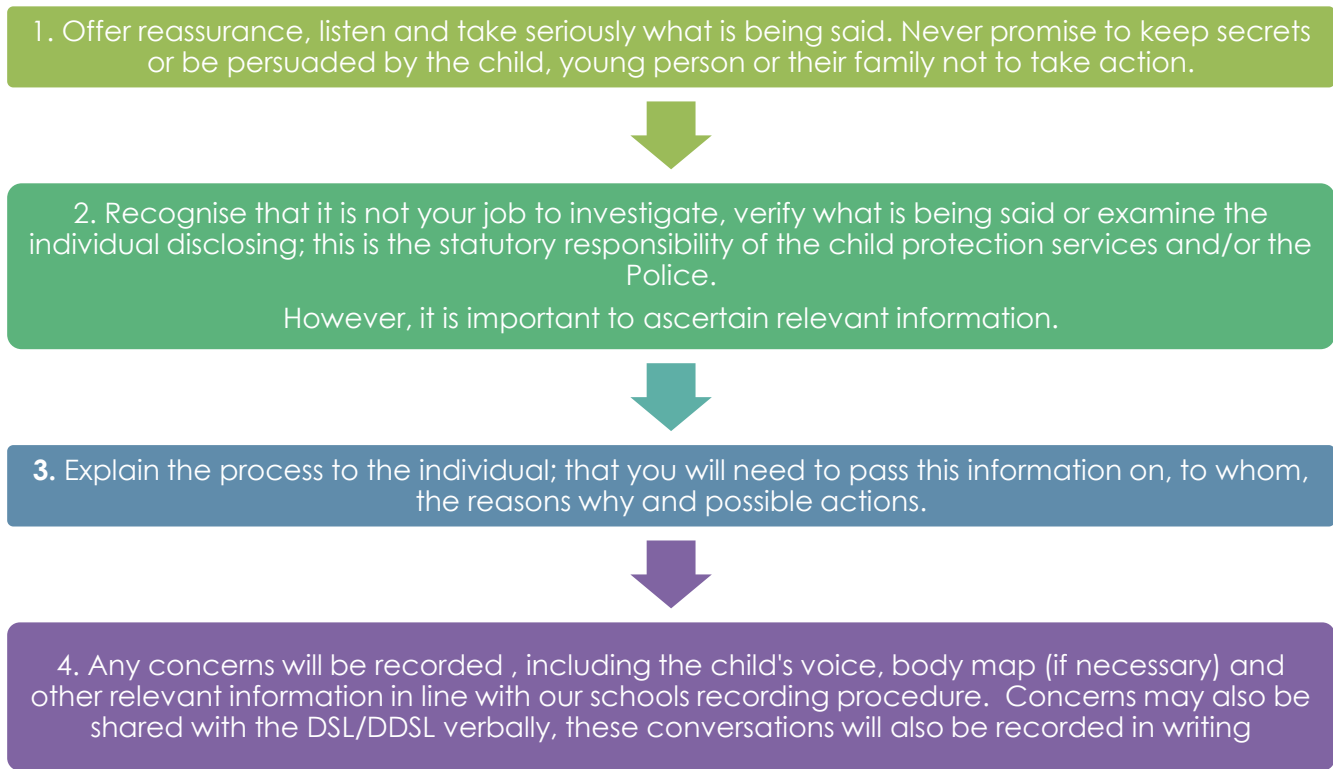 1. Offer reassurance, listen and take seriously what is being said. Never promise to keep secrets
or be persuaded by the child, young person or their family not to take action.
2. Recognise that it is not your job to investigate, verify what is being said or examine the
individual disclosing; this is the statutory responsibility of the child protection services and/or the
Police.
However, it is important to ascertain relevant information.
3. Explain the process to the individual; that you will need to pass this information on, to whom,
the reasons why and possible actions.
4. Any concerns will be recorded , including the child's voice, body map (if necessary) and
other relevant information in line with our schools recording procedure.  Concerns may also be
shared with the DSL/DDSL verbally, these conversations will also be recorded in writing